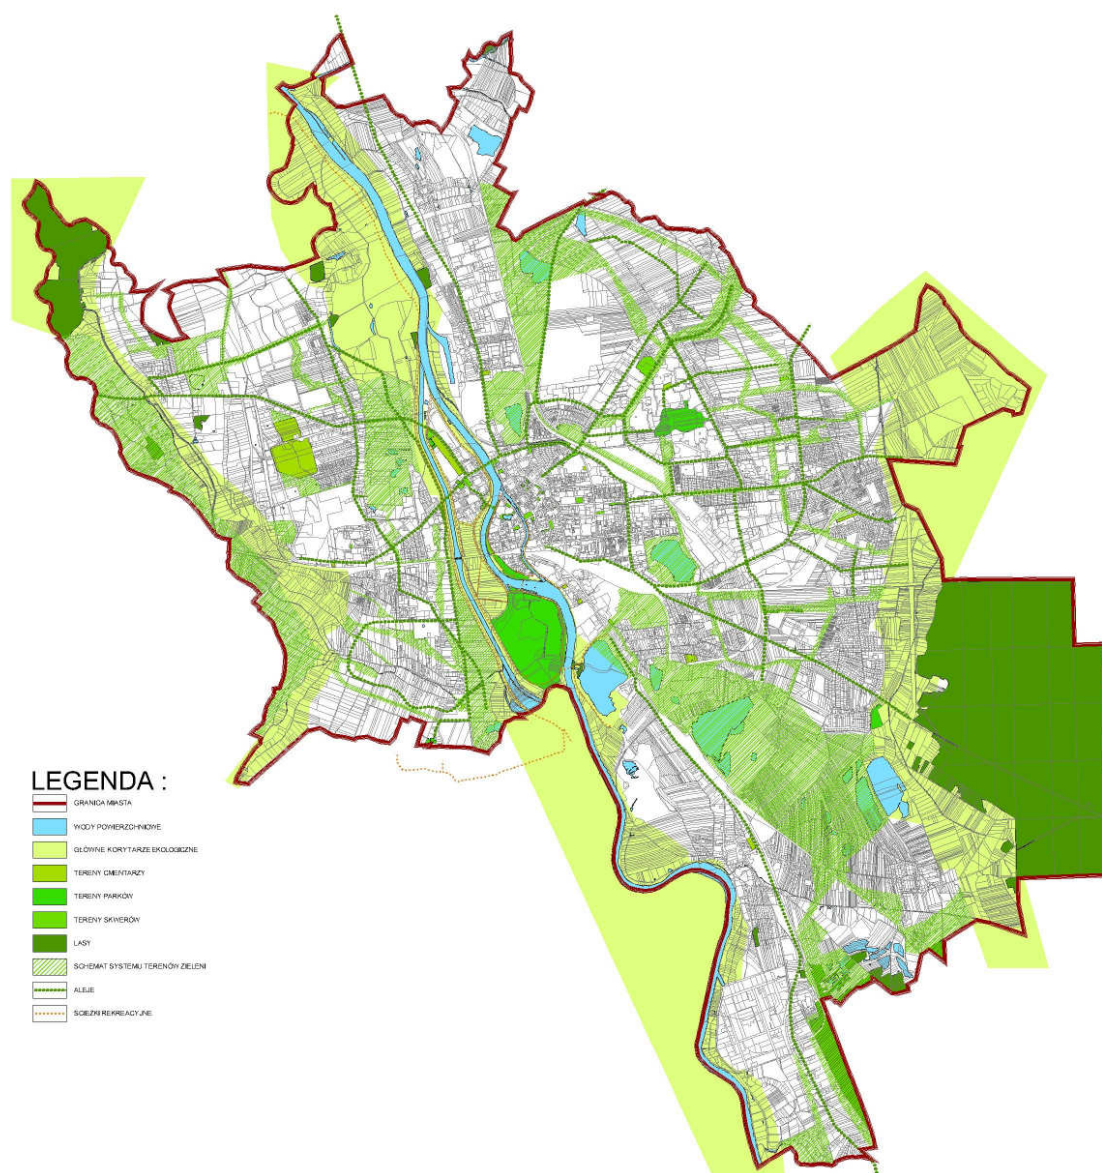 LEGENDA :
GRANICA MIASTA
WODY POWIERZCHNIOWE
GŁÓWNE KORYTARZE EKOLOGICZNE
TERENY CMENTARZY
TERENY PARKÓW
TERENY SKWERÓW
LASY
SCHEMAT SYSTEMU TERENÓW ZIELENI
ALEJE
ŚCIEŻKI REKREACYJNE